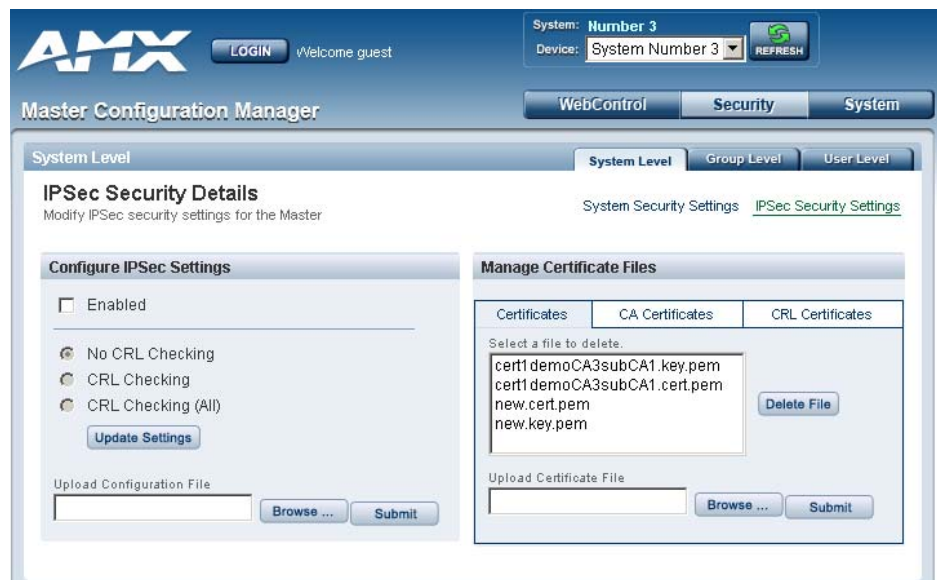 AMX
LOGIN Welcome guest
System: Number 3
Device: System Number 3
REFRESH
Master Configuration Manager
WebControl Security System
System Level
System Level Group Level User Level
IPSec Security Details
Modify IPSec security settings for the Master
System Security Settings IPSec Security Settings
Configure IPSec Settings
Enabled
No CRL Checking
CRL Checking
CRL Checking (All)
Update Settings
Upload Configuration File
Browse ... Submit
Manage Certificate Files
Certificates CA Certificates CRL Certificates
Select a file to delete.
cert1demoCA3subCA1.key.pem
cert1demoCA3subCA1.cert.pem
new.cert.pem
new.key.pem
Delete File
Upload Certificate File
Browse ... Submit